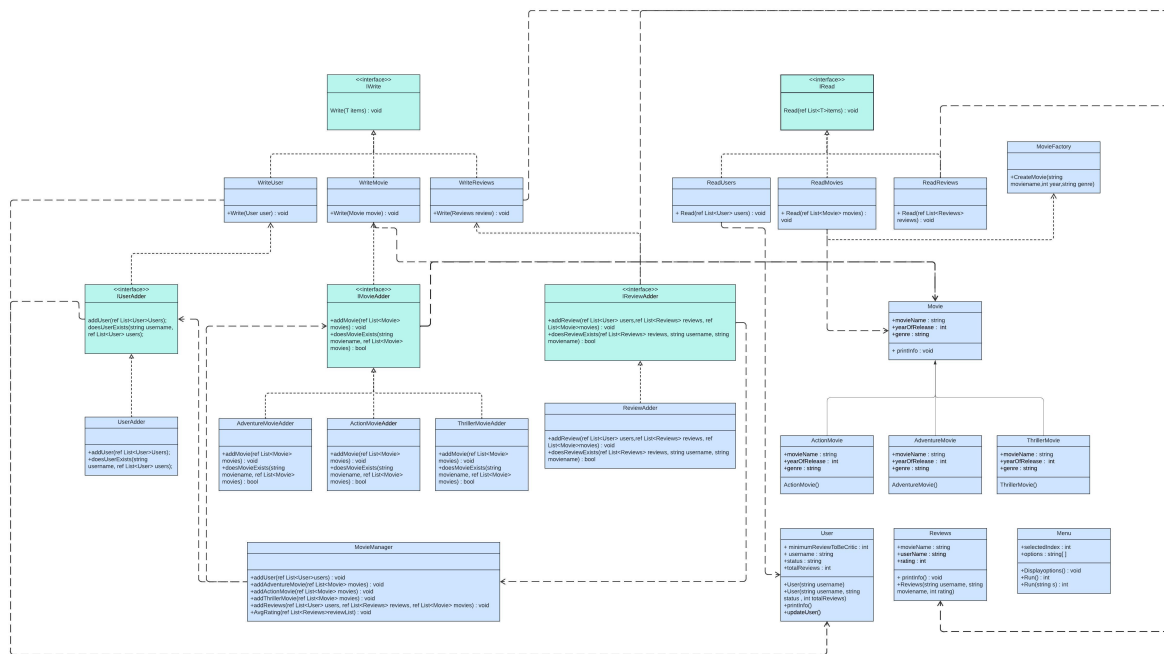 <<interface>>
IWrite
Write(T items) : void
<<interface>>
IRead
Read(ref List<T>items) : void
MovieFactory
+CreateMovie(string
moviename,int year,string genre)
WriteUser
+Write(User user) : void
WriteMovie
+Write(Movie movie) : void
WriteReviews
+Write(Reviews review) : void
ReadUsers
+ Read(ref List<User> users) : void
ReadMovies
+ Read(ref List<Movie> movies) :
void
ReadReviews
+ Read(ref List<Reviews>
reviews) : void
<<interface>>
IUserAdder
addUser(ref List<User>Users);
doesUserExists(string username,
ref List<User> users);
<<interface>>
IMovieAdder
+addMovie(ref List<Movie>
movies) : void
+doesMovieExists(string
moviename, ref List<Movie>
movies) : bool
<<interface>>
IReviewAdder
+addReview(ref List<User> users,ref List<Reviews> reviews, ref
List<Movie>movies) : void
+doesReviewExists(ref List<Reviews> reviews, string username, string
moviename) : bool
Movie
+movieName : string
+yearOfRelease : int
+genre : string
+ printInfo : void
UserAdder
+addUser(ref List<User>Users);
+doesUserExists(string
username, ref List<User> users);
AdventureMovieAdder
+addMovie(ref List<Movie>
movies) : void
+doesMovieExists(string
moviename, ref List<Movie>
movies) : bool
ActionMovieAdder
+addMovie(ref List<Movie>
movies) : void
+doesMovieExists(string
moviename, ref List<Movie>
movies) : bool
ThrillerMovieAdder
+addMovie(ref List<Movie>
movies) : void
+doesMovieExists(string
moviename, ref List<Movie>
movies) : bool
ReviewAdder
+addReview(ref List<User> users,ref List<Reviews> reviews, ref
List<Movie>movies) : void
+doesReviewExists(ref List<Reviews> reviews, string username, string
moviename) : bool
ActionMovie
+movieName : string
+yearOfRelease : int
+genre : string
ActionMovie()
AdventureMovie
+movieName : string
+yearOfRelease : int
+genre : string
AdventureMovie()
ThrillerMovie
+movieName : string
+yearOfRelease : int
+genre : string
ThrillerMovie()
MovieManager
+addUser(ref List<User>users) : void
+addAdventureMovie(ref List<Movie> movies) : void
+addActionMovie(ref List<Movie> movies) : void
+addThrillerMovie(ref List<Movie> movies) : void
+addReviews(ref List<User> users, ref List<Reviews> reviews, ref List<Movie> movies) : void
+AvgRating(ref List<Reviews>reviewList) : void
User
+ minimumReviewToBeCritic : int
+ username : string
+status : string
+totalReviews : int
+User(string username)
+User(string username, string
status , int totalReviews)
+printInfo()
+updateUser()
Reviews
+movieName : string
+userName : string
+rating : int
+ printInfo() : void
+Reviews(string username, string
moviename, int rating)
Menu
+selectedIndex : int
+options : string[ ]
+Displayoptions() : void
+Run() : int
+Run(string s) : int